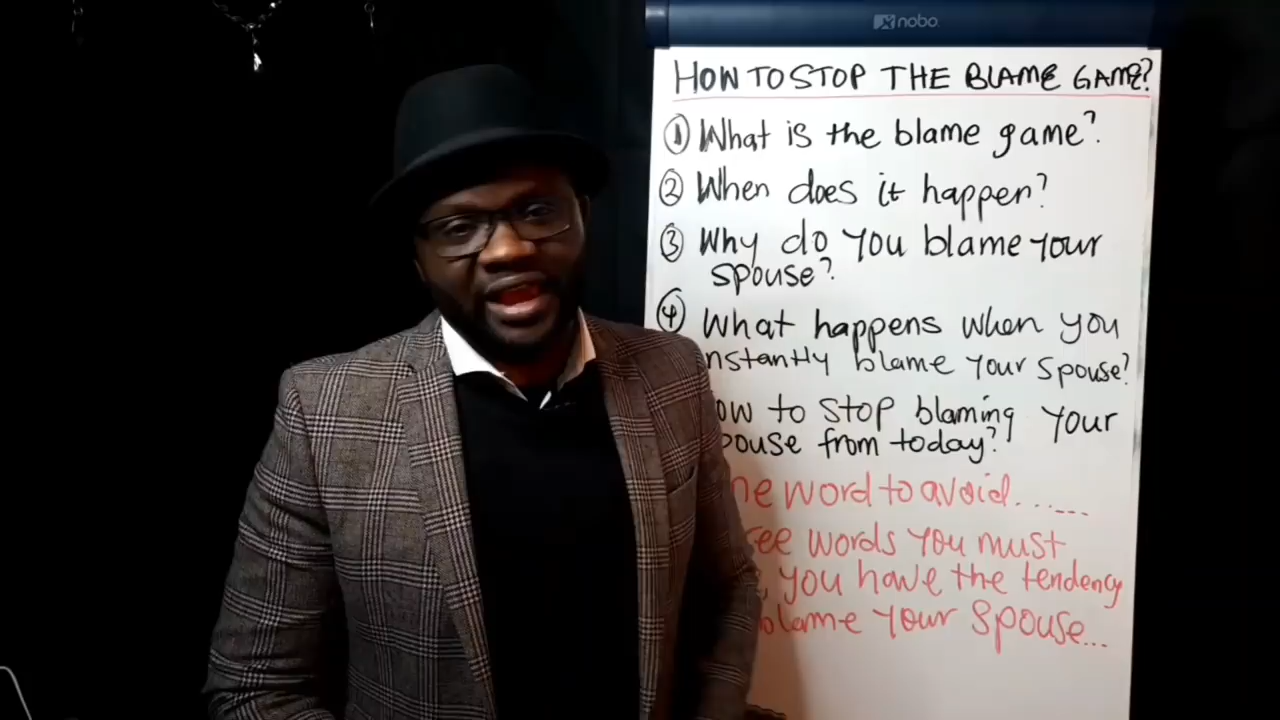 nobo
HOW TO STOP THE BLAME GAME?
① What is the blame game?
② When does it happen?
③ Why do you blame your
spouse?
④ What happens when you
nstantly blame your spouse?
ow to stop blaming your
pouse from today?
ne word to avoid.........
ee words you must
, you have the tendency
blame your spouse...